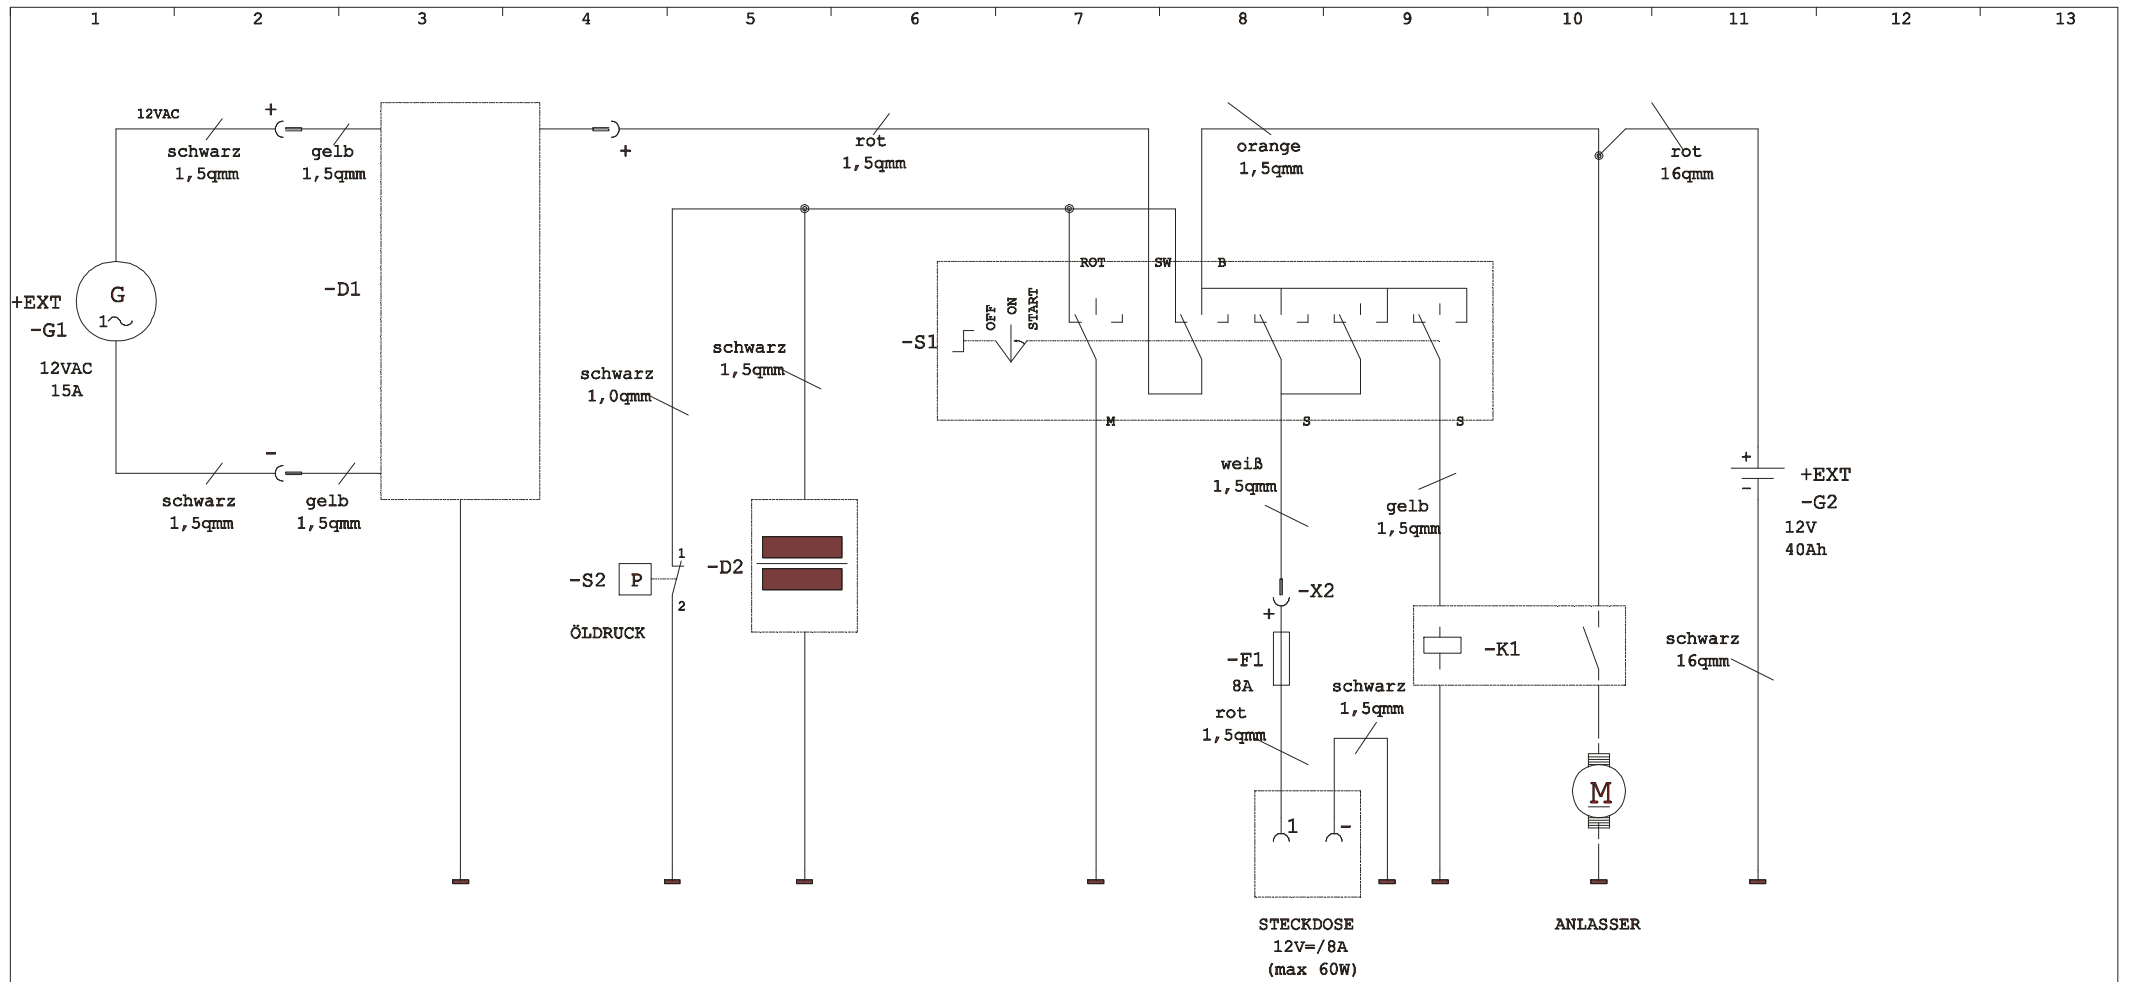 1 2 3 4 5 6 7 8 9 10 11 12 13
12VAC
+
schwarz
1,5qmm
gelb
1,5qmm
+
rot
1,5qmm
orange
1,5qmm
rot
16qmm
ROT SW B
+EXT
-G1
G
1
12VAC
15A
-D1
-S1
OFF
ON
START
M S S
schwarz
1,0qmm
schwarz
1,5qmm
-
schwarz
1,5qmm
gelb
1,5qmm
weiß
1,5qmm
gelb
1,5qmm
+
-
+EXT
-G2
12V
40Ah
-S2
P
1
2
ÖLDRUCK
-D2
-X2
+
-F1
8A
rot
1,5qmm
schwarz
1,5qmm
-K1
schwarz
16qmm
M
1
-
STECKDOSE
12V=/8A
(max 60W)
ANLASSER